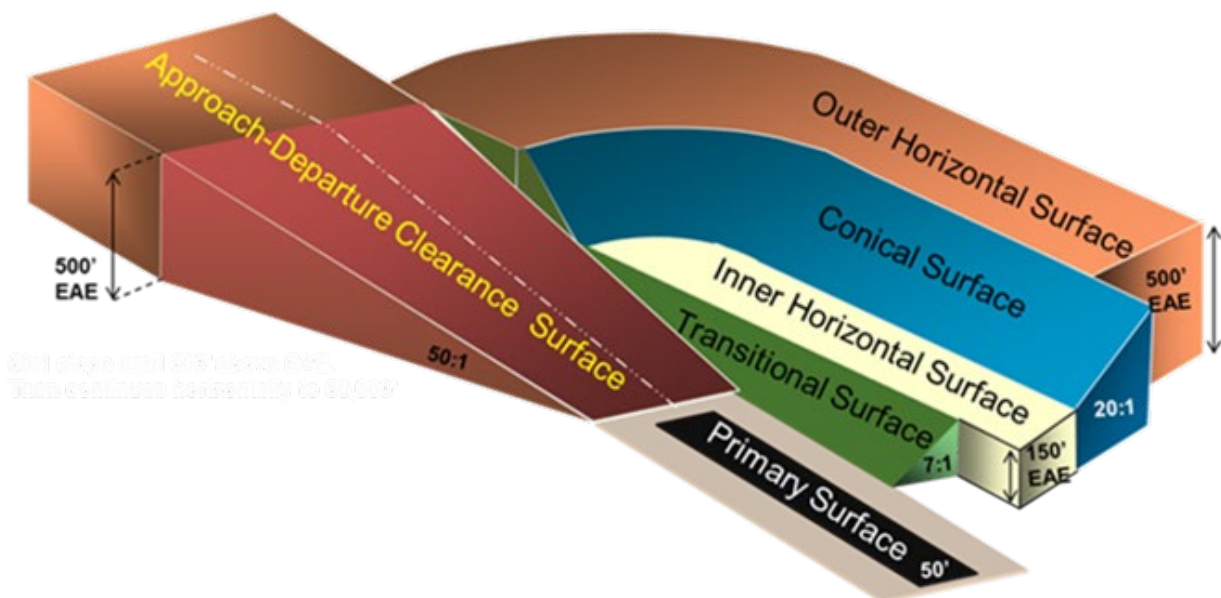 Approach-Departure Clearance Surface
Outer Horizontal Surface
Conical Surface
Inner Horizontal Surface
Transitional Surface
Primary Surface
50'
500'
EAE
50:1
500'
EAE
20:1
150'
EAE
7:1